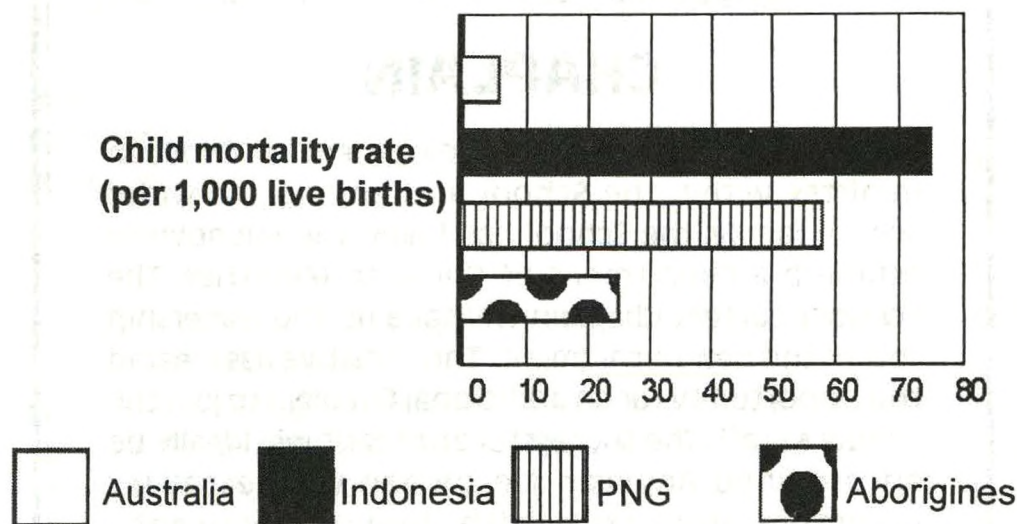 Child mortality rate
(per 1,000 live births)
0 10 20 30 40 50 60 70 80
Australia Indonesia PNG Aborigines